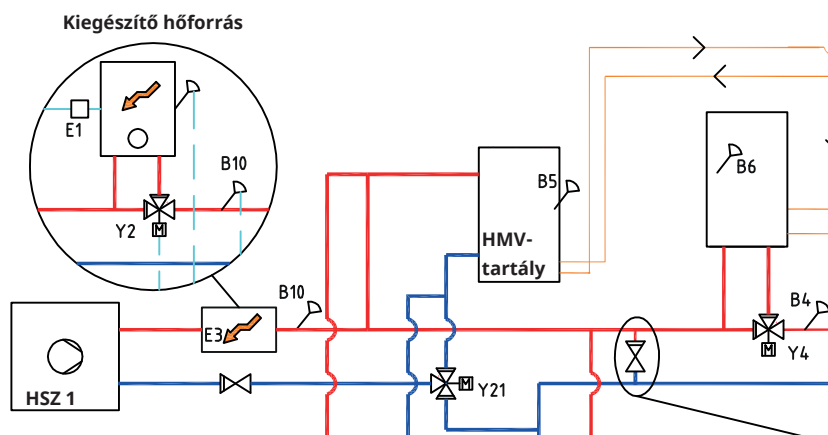 Kiegészítő hőforrás
E1
B10
Y2
M
B10
E3
HSZ 1
B5
HMV-
tartály
M
Y21
B6
B4
M
Y4